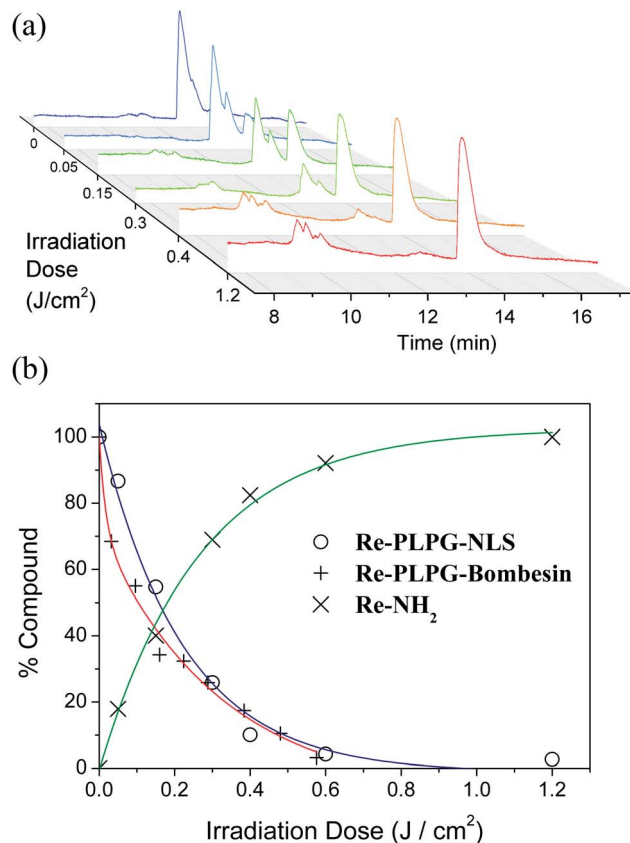 (a)
0
0.05
0.15
0.3
0.4
1.2
Irradiation
Dose
(J/cm²)
8 10 12 14 16
Time (min)
(b)
100
80
60
40
20
0
% Compound
Re-PLPG-NLS
Re-PLPG-Bombesin
Re-NH₂
0.0 0.2 0.4 0.6 0.8 1.0 1.2
Irradiation Dose (J / cm²)